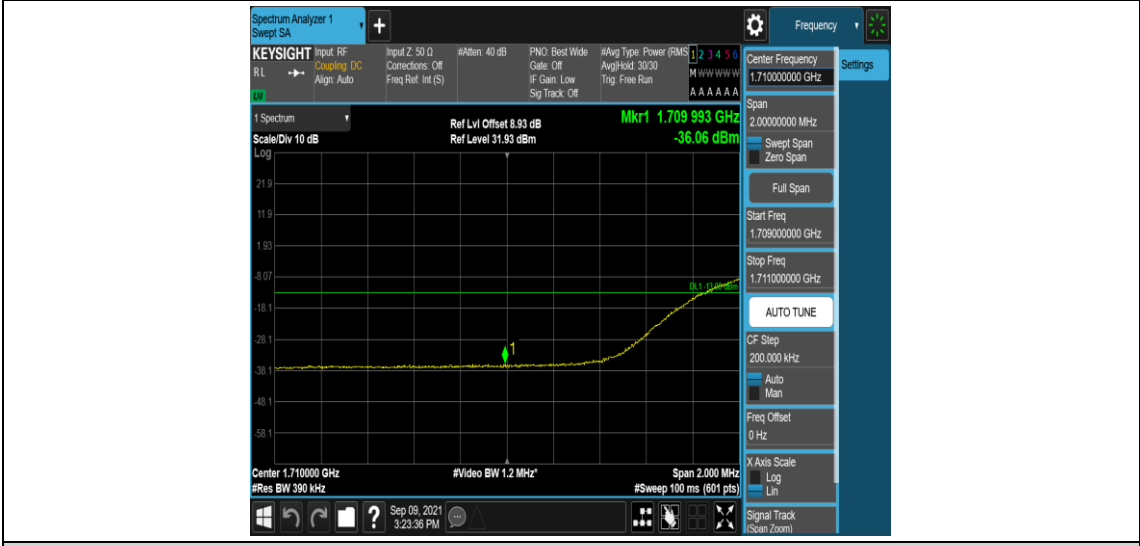 Spectrum Analyzer 1
Swept SA
+
Frequency
KEYSIGHT
RL
LM
Input: RF
Coupling: DC
Align: Auto
Input Z: 50 Ω
Corrections: Off
Freq Ref: Int (S)
#Atten: 40 dB
PNO: Best Wide
Gate: Off
IF Gain: Low
Sig Track: Off
#Avg Type: Power (RMS
Avg|Hold: 30/30
Trig: Free Run
1 2 3 4 5 6
M W W W W W
A A A A A A
1 Spectrum
Scale/Div 10 dB
Log
Ref Lvl Offset 8.93 dB
Ref Level 31.93 dBm
Mkr1 1.709 993 GHz
-36.06 dBm
21.9
11.9
1.93
-8.07
DL1 -13.00 dBm
-18.1
-28.1
1
-38.1
-48.1
-58.1
Center 1.710000 GHz
#Video BW 1.2 MHz*
Span 2.000 MHz
#Res BW 390 kHz
#Sweep 100 ms (601 pts)
?
Sep 09, 2021
3:23:36 PM
Center Frequency
1.710000000 GHz
Settings
Span
2.00000000 MHz
Swept Span
Zero Span
Full Span
Start Freq
1.709000000 GHz
Stop Freq
1.711000000 GHz
AUTO TUNE
CF Step
200.000 kHz
Auto
Man
Freq Offset
0 Hz
X Axis Scale
Log
Lin
Signal Track
(Span Zoom)